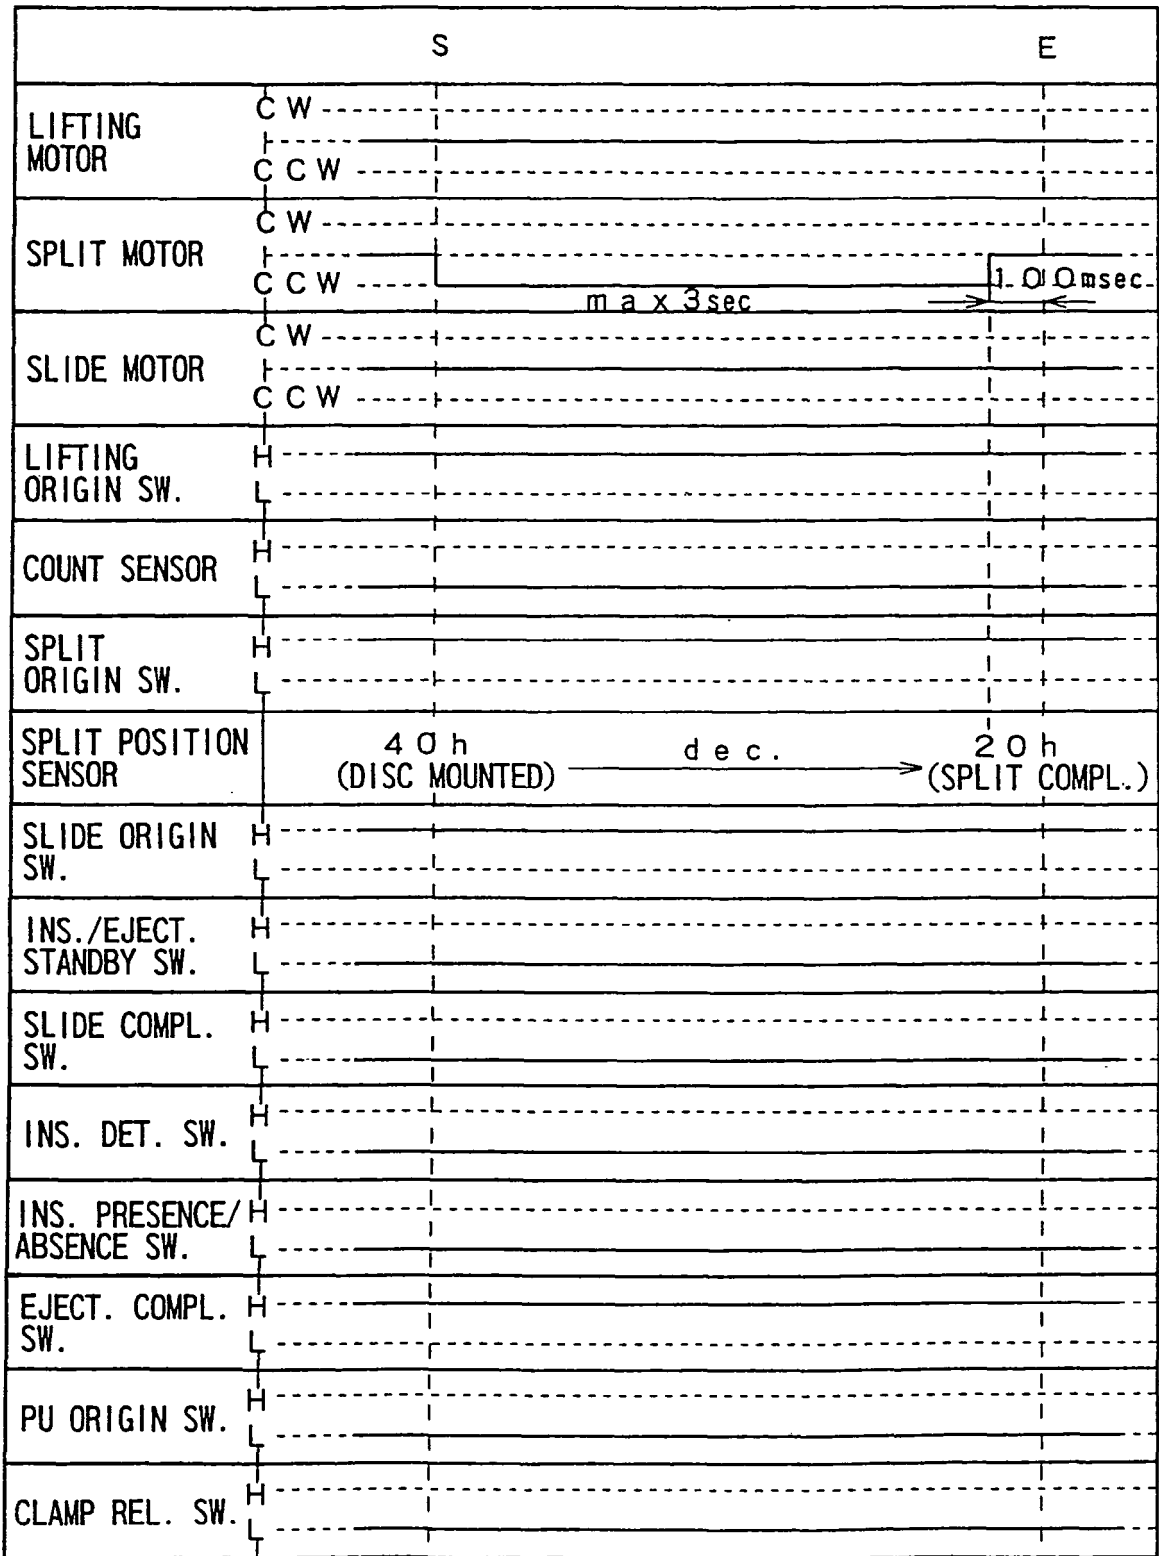 S E
LIFTING
MOTOR
CW
CCW
SPLIT MOTOR
CW
CCW
max 3sec
100msec
SLIDE MOTOR
CW
CCW
LIFTING
ORIGIN SW.
H
L
COUNT SENSOR
H
L
SPLIT
ORIGIN SW.
H
L
SPLIT POSITION
SENSOR
40h
(DISC MOUNTED)
dec.
20h
(SPLIT COMPL.)
SLIDE ORIGIN
SW.
H
L
INS./EJECT.
STANDBY SW.
H
L
SLIDE COMPL.
SW.
H
L
INS. DET. SW.
H
L
INS. PRESENCE/
ABSENCE SW.
H
L
EJECT. COMPL.
SW.
H
L
PU ORIGIN SW.
H
L
CLAMP REL. SW.
H
L